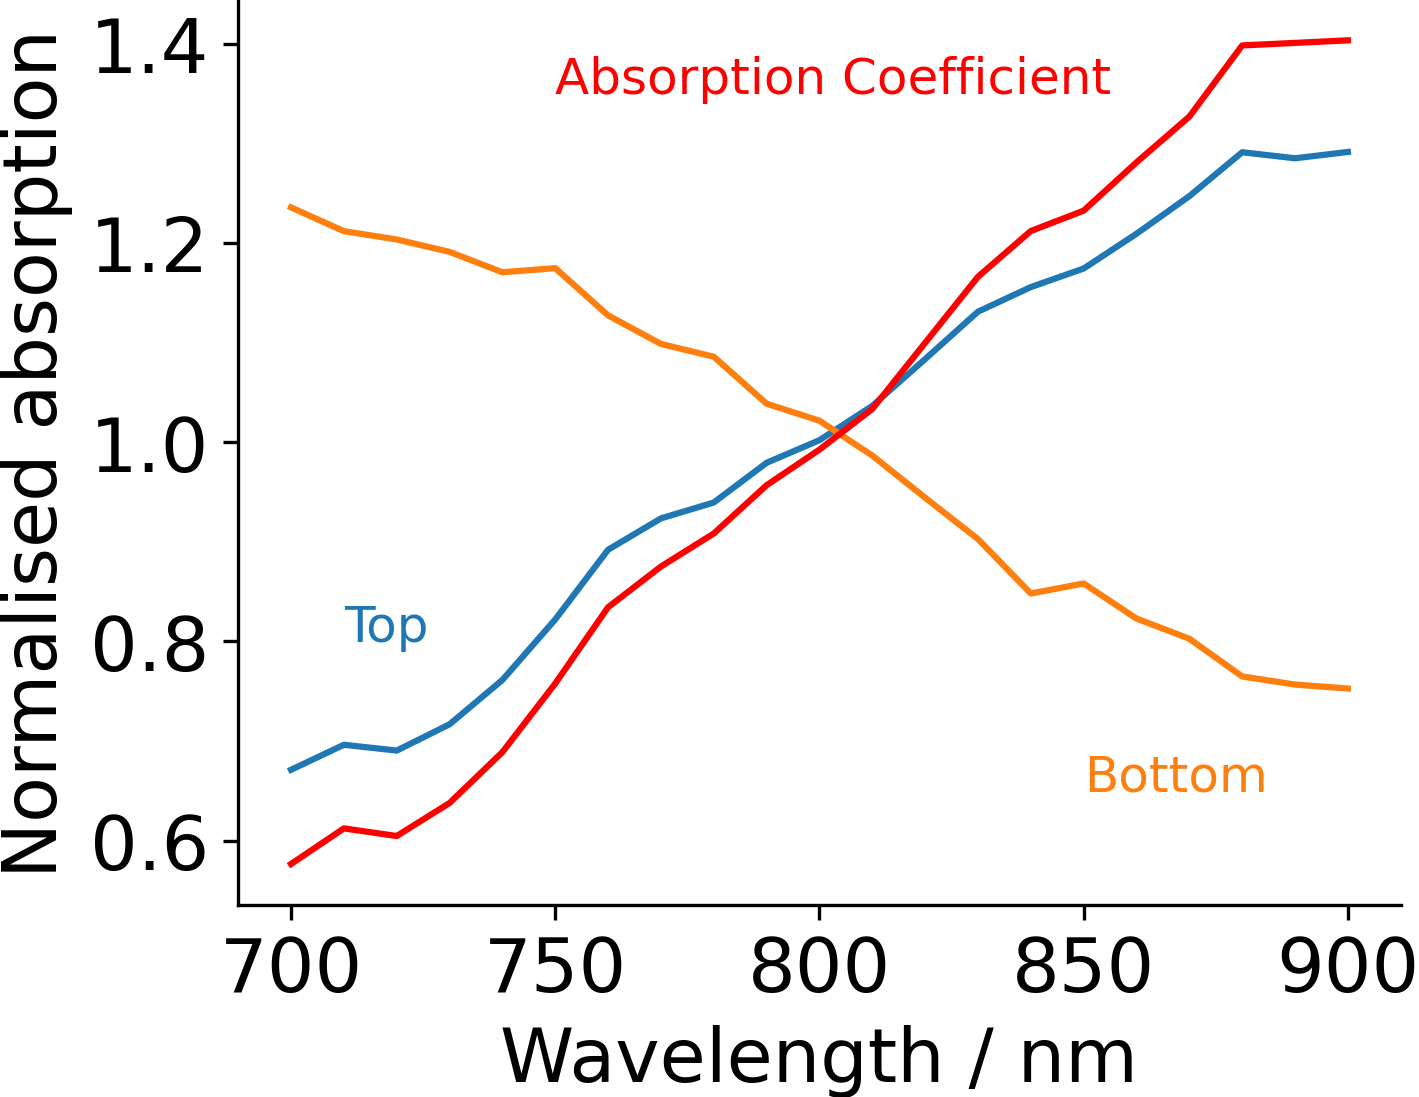 Normalised absorption
1.4
1.2
1.0
0.8
0.6
Absorption Coefficient
Top
Bottom
700 750 800 850 900
Wavelength / nm